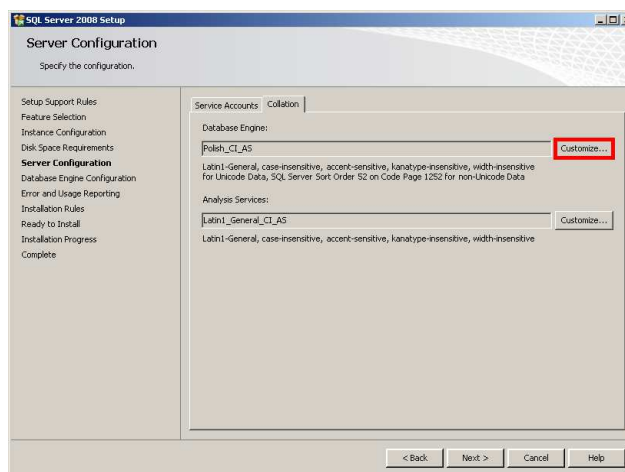 SQL Server 2008 Setup
Server Configuration
Specify the configuration.
Setup Support Rules
Feature Selection
Instance Configuration
Disk Space Requirements
Server Configuration
Database Engine Configuration
Error and Usage Reporting
Installation Rules
Ready to Install
Installation Progress
Complete
Service Accounts Collation
Database Engine:
Polish_CI_AS Customize...
Latin1-General, case-insensitive, accent-sensitive, kanatype-insensitive, width-insensitive
for Unicode Data, SQL Server Sort Order 52 on Code Page 1252 for non-Unicode Data
Analysis Services:
Latin1_General_CI_AS Customize...
Latin1-General, case-insensitive, accent-sensitive, kanatype-insensitive, width-insensitive
< Back Next > Cancel Help